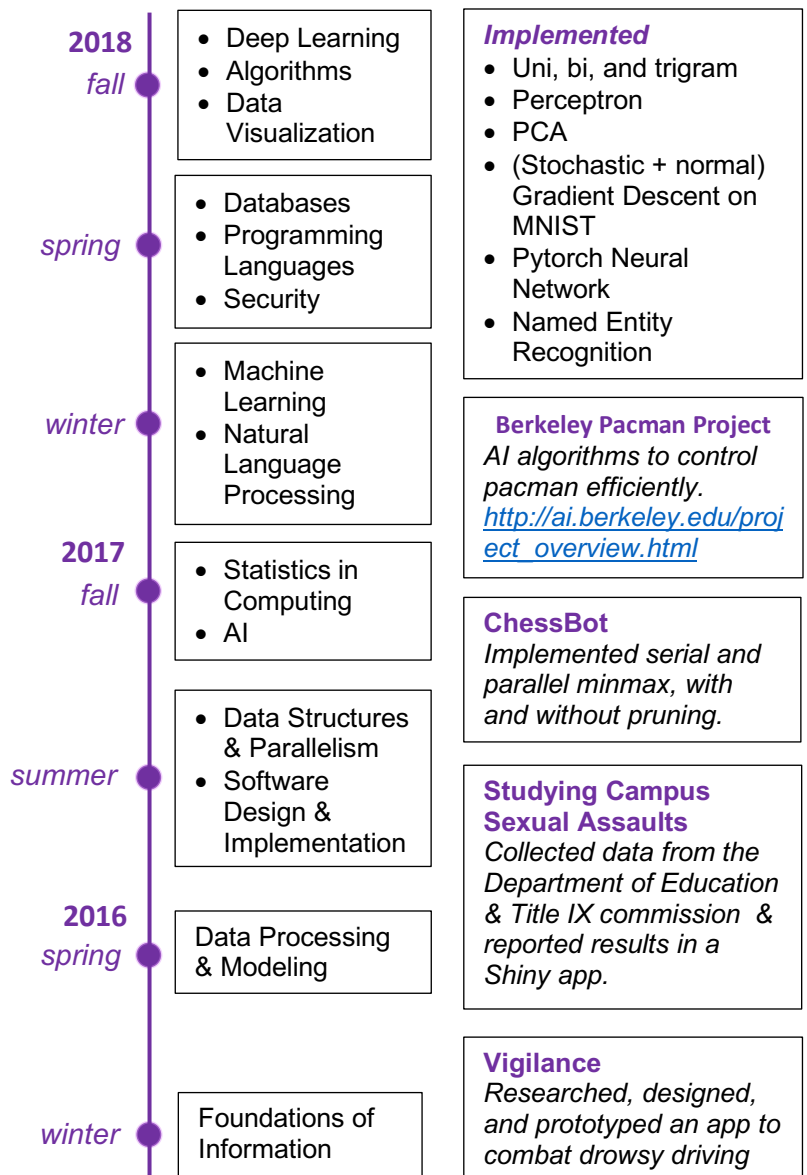 2018
fall
• Deep Learning
• Algorithms
• Data
Visualization
Implemented
• Uni, bi, and trigram
• Perceptron
• PCA
• (Stochastic + normal)
Gradient Descent on
MNIST
• Pytorch Neural
Network
• Named Entity
Recognition
spring
• Databases
• Programming
Languages
• Security
winter
• Machine
Learning
• Natural
Language
Processing
Berkeley Pacman Project
AI algorithms to control
pacman efficiently.
http://ai.berkeley.edu/proj
ect_overview.html
2017
fall
• Statistics in
Computing
• AI
ChessBot
Implemented serial and
parallel minmax, with
and without pruning.
summer
• Data Structures
& Parallelism
• Software
Design &
Implementation
Studying Campus
Sexual Assaults
Collected data from the
Department of Education
& Title IX commission &
reported results in a
Shiny app.
2016
spring
Data Processing
& Modeling
winter
Foundations of
Information
Vigilance
Researched, designed,
and prototyped an app to
combat drowsy driving